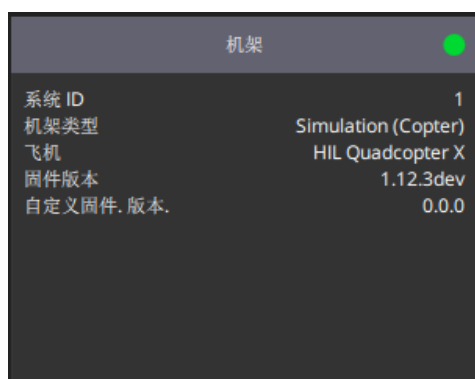 机架
系统 ID 1
机架类型 Simulation (Copter)
飞机 HIL Quadcopter X
固件版本 1.12.3dev
自定义固件. 版本. 0.0.0